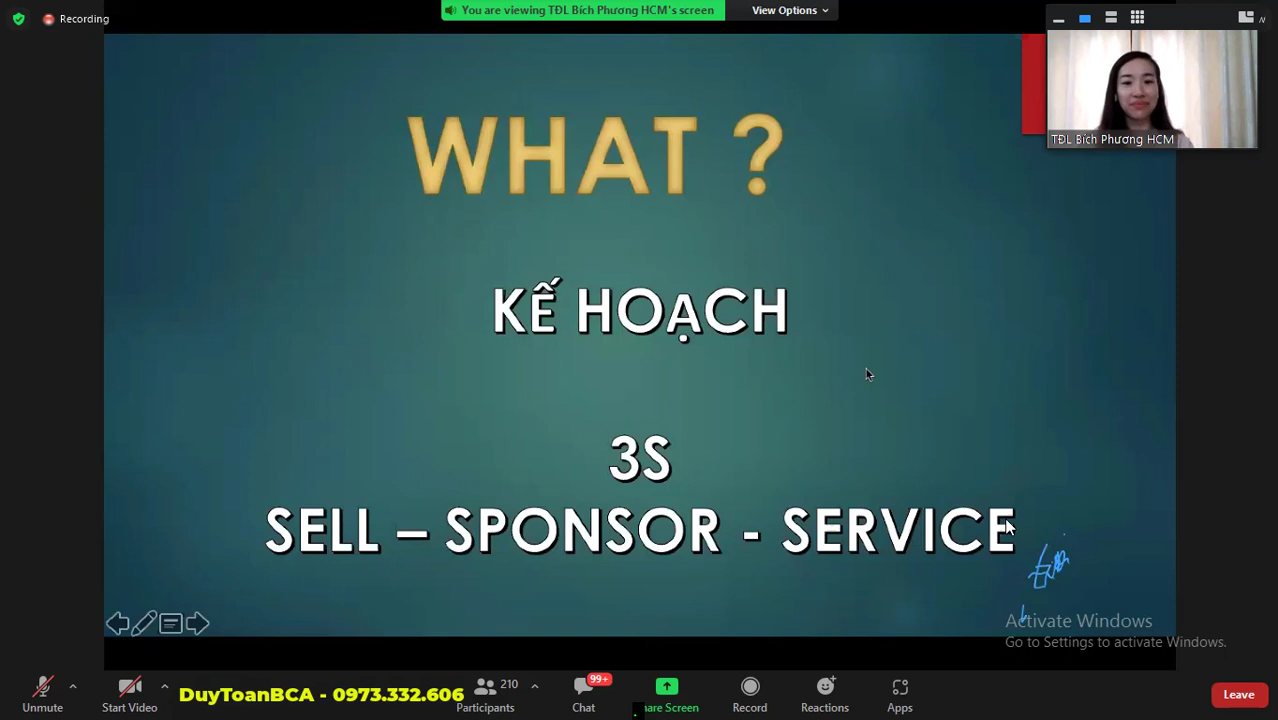 Recording
You are viewing TĐL Bích Phương HCM's screen
View Options
TĐL Bích Phương HCM
WHAT ?
KẾ HOẠCH
3S
SELL – SPONSOR - SERVICE
Activate Windows
Go to Settings to activate Windows.
Unmute
Start Video
DuyToanBCA - 0973.332.606
210
Participants
99+
Chat
hare Screen
Record
Reactions
Apps
Leave